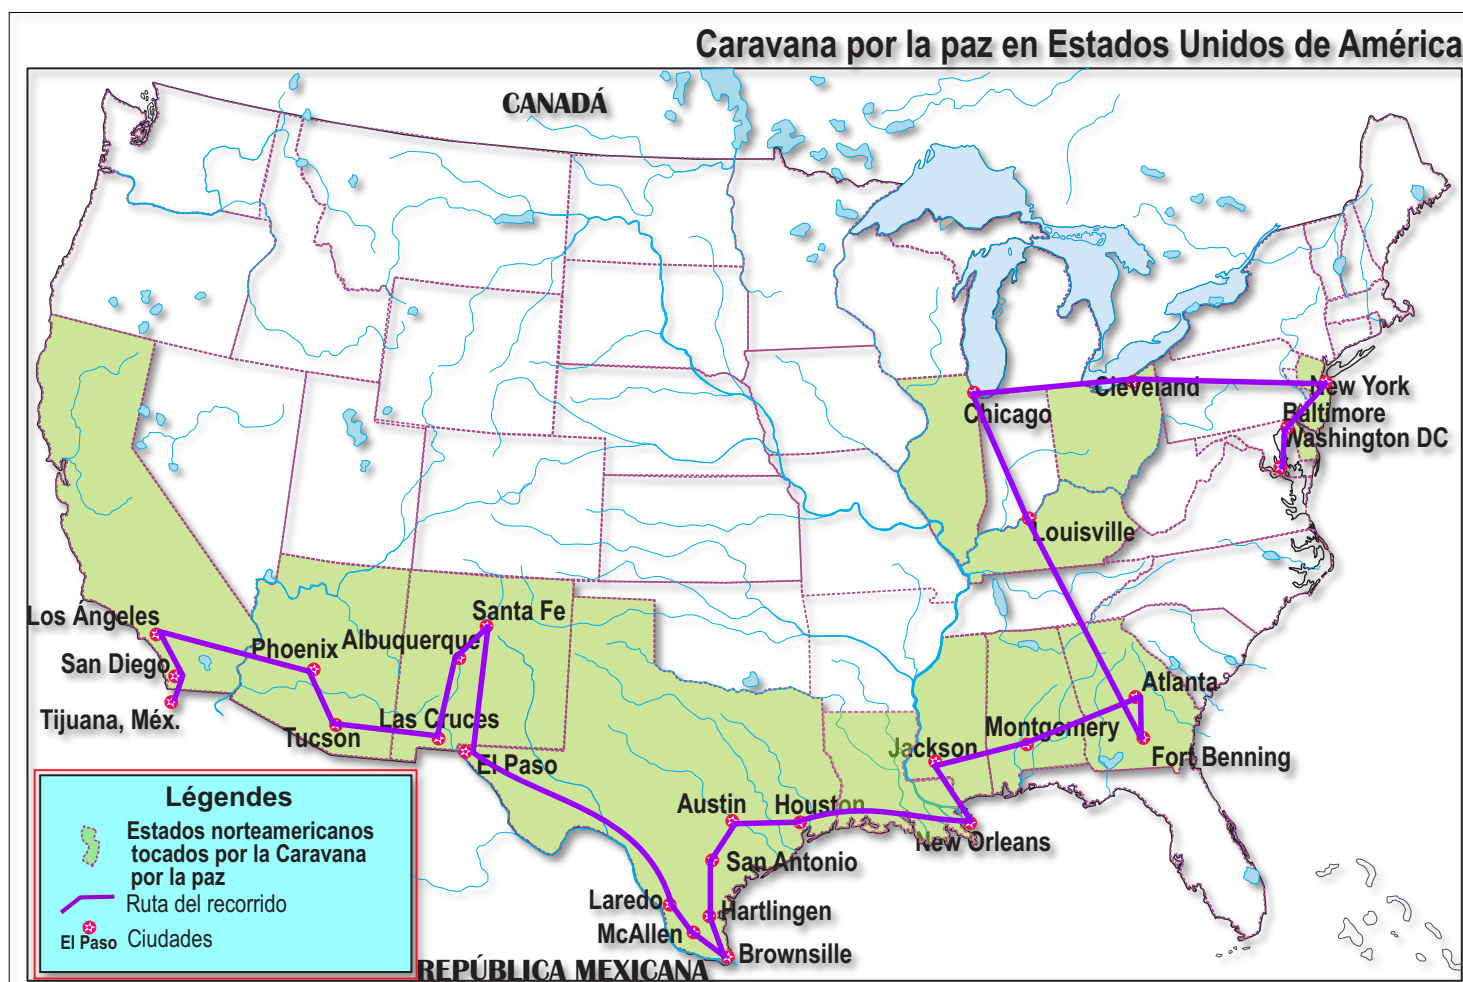 Caravana por la paz en Estados Unidos de América
CANADÁ
Cleveland
New York
Chicago
Baltimore
Washington DC
Louisville
Los Ángeles
Santa Fe
Phoenix
Albuquerque
San Diego
Atlanta
Tijuana, Méx.
Tucson
Las Cruces
Montgomery
Jackson
Fort Benning
El Paso
Austin
Houston
New Orleans
San Antonio
Laredo
Hartlingen
McAllen
Brownsille
REPÚBLICA MEXICANA
Légendes
Estados norteamericanos
tocados por la Caravana
por la paz
Ruta del recorrido
El Paso Ciudades